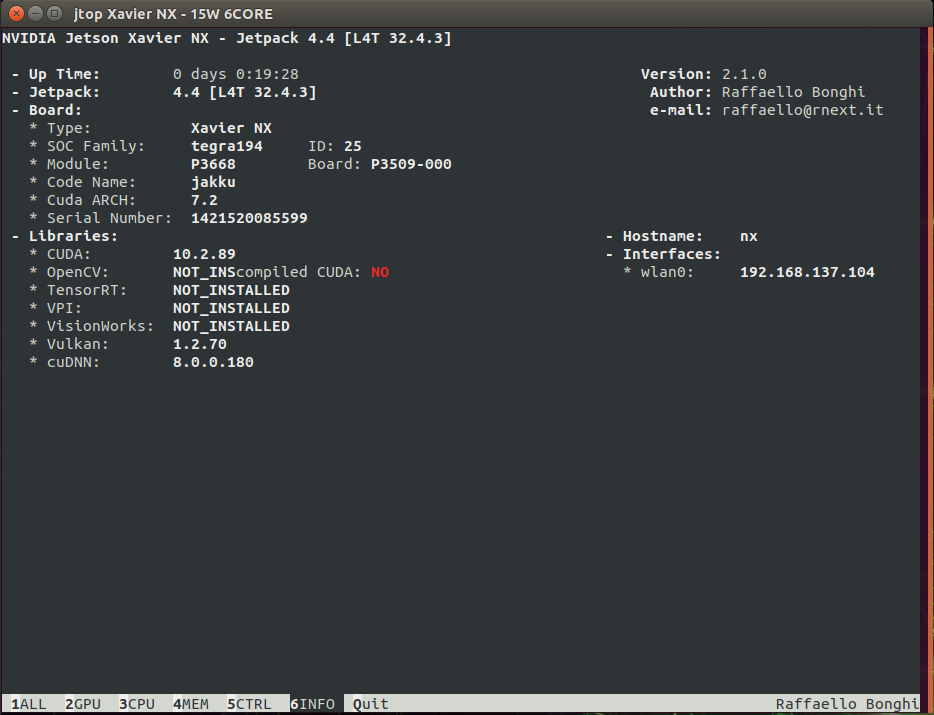 jtop Xavier NX - 15W 6CORE
NVIDIA Jetson Xavier NX - Jetpack 4.4 [L4T 32.4.3]
- Up Time: 0 days 0:19:28 Version: 2.1.0
- Jetpack: 4.4 [L4T 32.4.3] Author: Raffaello Bonghi
- Board: e-mail: raffaello@rnext.it
* Type: Xavier NX
* SOC Family: tegra194 ID: 25
* Module: P3668 Board: P3509-000
* Code Name: jakku
* Cuda ARCH: 7.2
* Serial Number: 1421520085599
- Libraries: - Hostname: nx
* CUDA: 10.2.89 - Interfaces:
* OpenCV: NOT_INScompiled CUDA: NO * wlan0: 192.168.137.104
* TensorRT: NOT_INSTALLED
* VPI: NOT_INSTALLED
* VisionWorks: NOT_INSTALLED
* Vulkan: 1.2.70
* cuDNN: 8.0.0.180
1ALL 2GPU 3CPU 4MEM 5CTRL 6INFO Quit Raffaello Bonghi